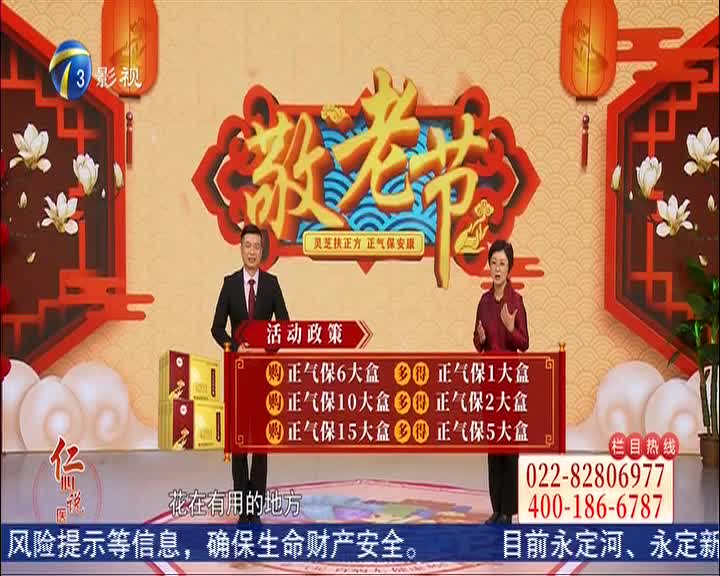 3 影视
敬老节
灵芝扶正方 正气保安康
活动政策
购 正气保6大盒 多得 正气保1大盒
购 正气保10大盒 多得 正气保2大盒
购 正气保15大盒 多得 正气保5大盒
栏目热线
022-82806977
400-186-6787
仁心说医
花在有用的地方
风险提示等信息，确保生命财产安全。 目前永定河、永定新